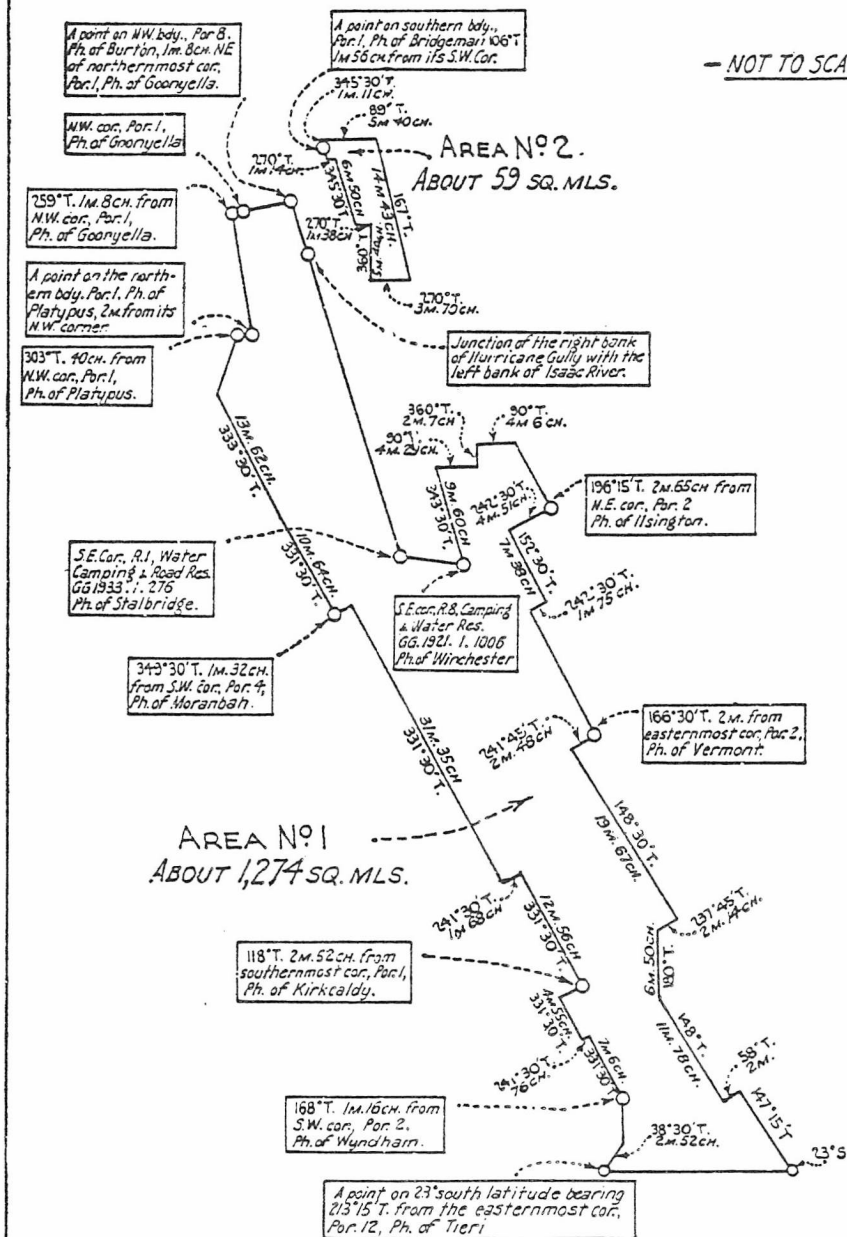 - NOT TO SCA
A point on NW. bdy., Por 8.
Ph. of Burton, 1m. 8ch. NE
of northernmost cor,
Por.1, Ph. of Goonyella.
A point on southern bdy.,
Por. 1, Ph. of Bridgeman 106°T
1M 56cH from its S.W. Cor.
345°30'T.
1M. 11CH.
89° T.
5M 40CH.
N.W. cor., Por. 1,
Ph. of Goonyella
AREA Nº2.
ABOUT 59 SQ. MLS.
270°T.
1M 14CH.
6M 50CH
345°30'T.
14M 43CH.
167°T.
259°T. 1M. 8CH. from
N.W. cor., Por. 1,
Ph. of Goonyella.
270°T.
1M 38CH
360°T.
5M 40CH.
A point on the north-
ern bdy. Por.1. Ph. of
Platypus, 2M. from its
N.W. corner
270°T.
3M. 70CH.
303°T. 40CH. from
N.W. cor., Por. 1,
Ph. of Platypus.
Junction of the right bank
of Hurricane Gully with the
left bank of Isaac River.
13M. 62CH.
333°30'T.
360°T.
2M. 7CH
90°T.
4M 6CH.
90°T.
4M. 29CH.
9M. 60CH
343°30'T.
242°30'T.
4M. 51CH.
196°15'T. 2M. 65CH from
N.E. cor., Por. 2
Ph. of Ilsington.
S.E. Cor., R.1, Water
Camping & Road Res.
GG 1933. 1. 276
Ph. of Stalbridge.
10M. 64CH.
331°30'T.
152°30'T.
7M 38CH
242°30'T.
1M 75CH.
S.E. cor., R.8, Camping
& Water Res.
GG. 1921. 1. 1006
Ph. of Winchester
349°30'T. 1M. 32CH.
from S.W. cor., Por. 4,
Ph. of Moranbah.
31M. 35CH
331°30'T.
166°30'T. 2M. from
easternmost cor., Por. 2,
Ph. of Vermont.
241°45'T.
2M. 48CH
AREA Nº1
ABOUT 1,274 SQ. MLS.
148°30'T.
19M. 67CH.
241°30'T.
1M 68CH
12M. 56CH
331°30'T.
237°45'T.
2M. 14CH.
118°T. 2M. 52CH. from
southernmost cor., Por. 1,
Ph. of Kirkcaldy.
6M. 50CH.
180°T.
4M 55CH.
331°30'T.
148°T.
11M. 78CH.
241°30'T.
76CH.
7M 6CH.
331°30'T
58°T.
2M.
168°T. 1M. 16CH. from
S.W. cor., Por. 2.
Ph. of Wyndham.
147°15'T
38°30'T.
2M. 52CH.
23°S
A point on 23° south latitude bearing
213°15'T. from the easternmost cor.,
Por. 12, Ph. of Tieri